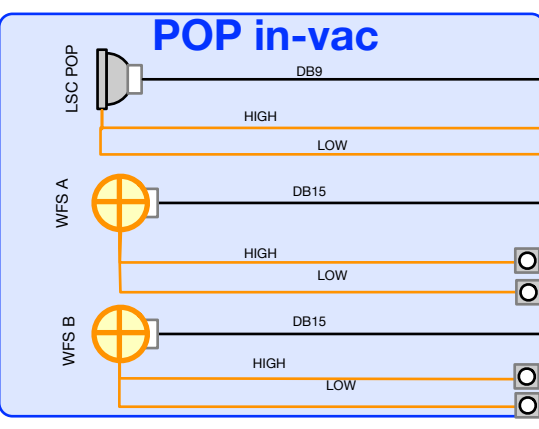 POP in-vac
LSC POP
DB9
HIGH
LOW
WFS A
DB15
HIGH
LOW
WFS B
DB15
HIGH
LOW